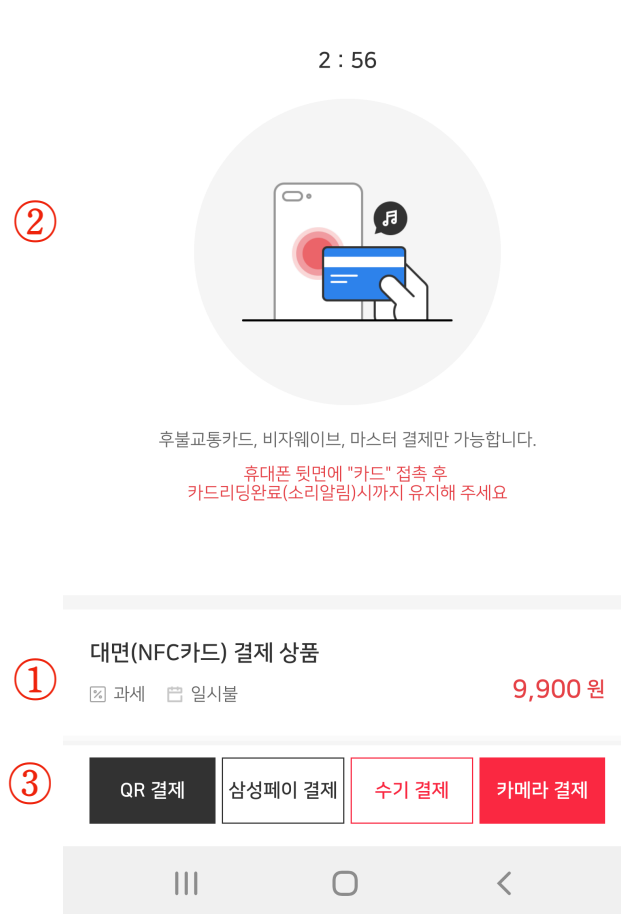 2 : 56
②
후불교통카드, 비자웨이브, 마스터 결제만 가능합니다.
휴대폰 뒷면에 "카드" 접촉 후
카드리딩완료(소리알림)시까지 유지해 주세요
①
대면(NFC카드) 결제 상품
과세 일시불 9,900 원
③
QR 결제 삼성페이 결제 수기 결제 카메라 결제